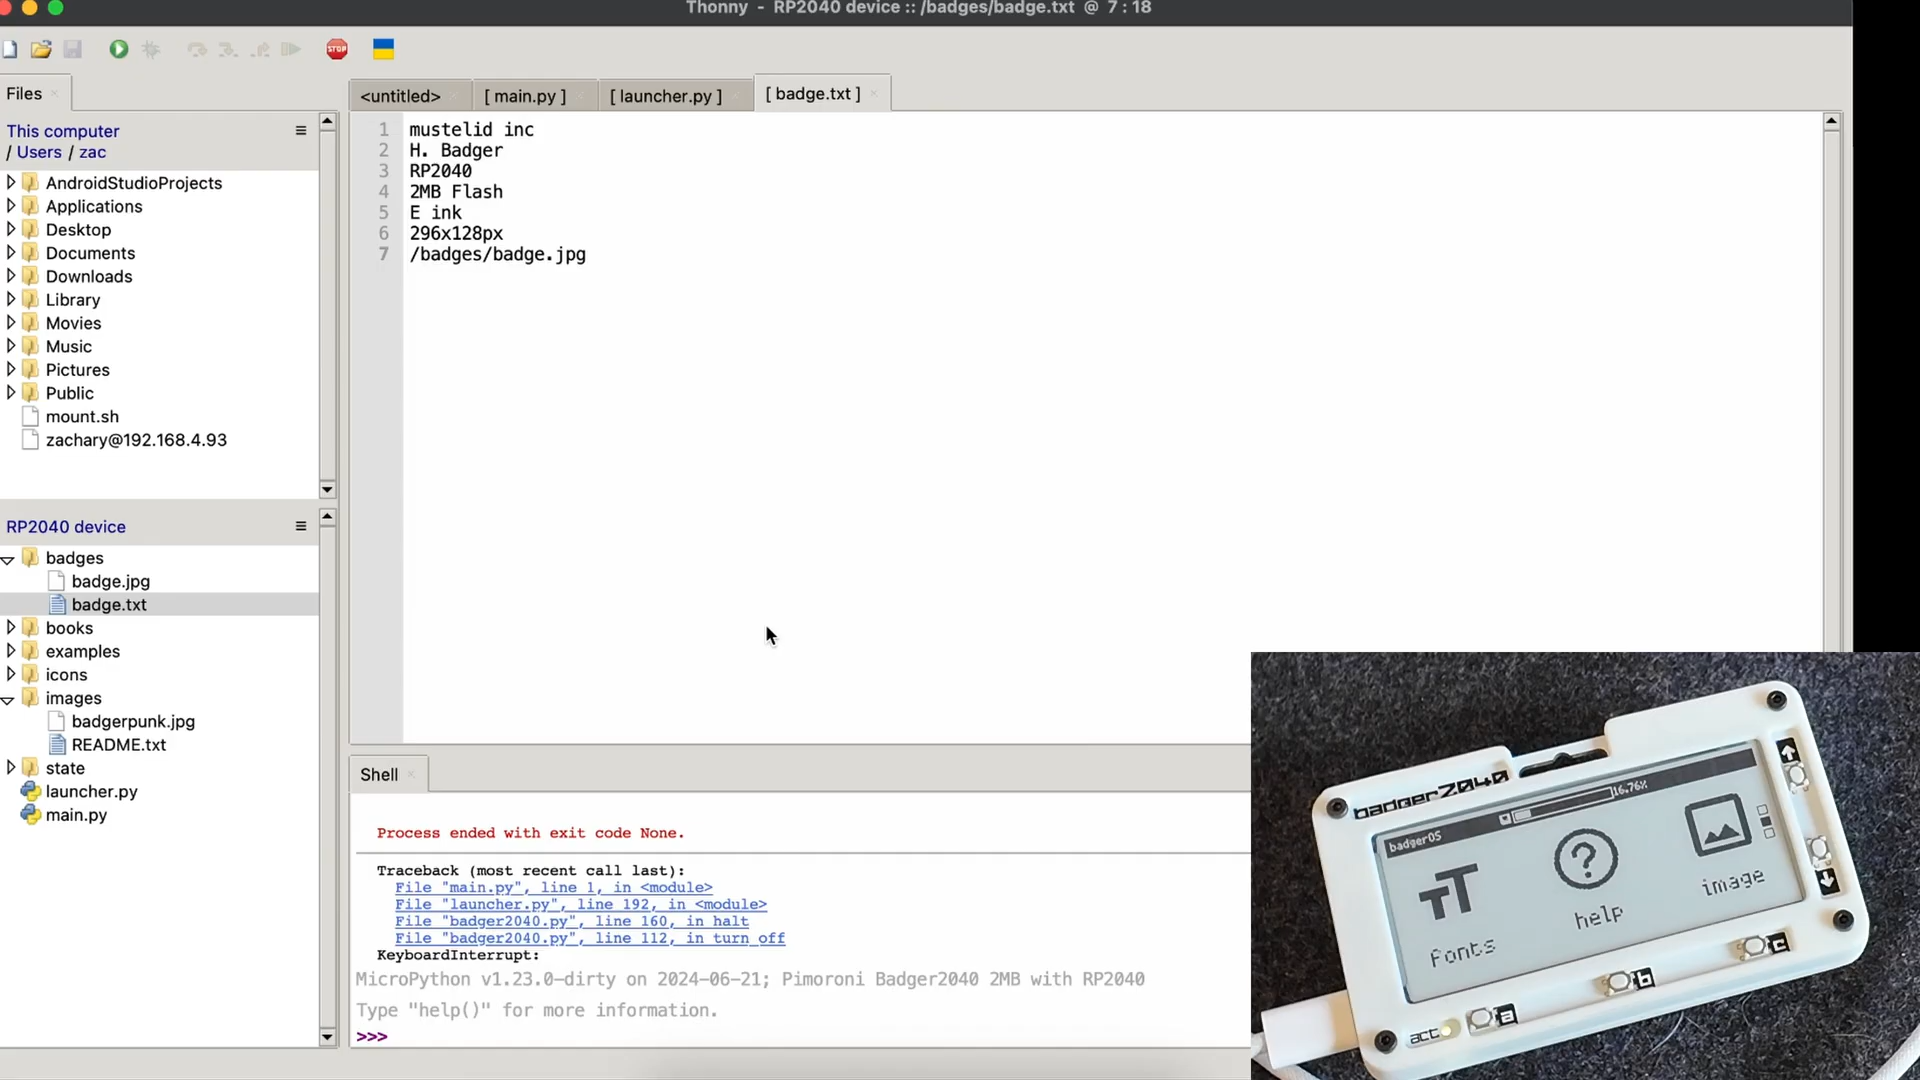 Thonny - RP2040 device :: /badges/badge.txt @ 7 : 18
STOP
Files
<untitled>
[ main.py ]
[ launcher.py ]
[ badge.txt ]
This computer
/ Users / zac
AndroidStudioProjects
Applications
Desktop
Documents
Downloads
Library
Movies
Music
Pictures
Public
mount.sh
zachary@192.168.4.93
RP2040 device
badges
badge.jpg
badge.txt
books
examples
icons
images
badgerpunk.jpg
README.txt
state
launcher.py
main.py
1 mustelid inc
2 H. Badger
3 RP2040
4 2MB Flash
5 E ink
6 296x128px
7 /badges/badge.jpg
Shell
Process ended with exit code None.
Traceback (most recent call last):
File "main.py", line 1, in <module>
File "launcher.py", line 192, in <module>
File "badger2040.py", line 160, in halt
File "badger2040.py", line 112, in turn_off
KeyboardInterrupt:
MicroPython v1.23.0-dirty on 2024-06-21; Pimoroni Badger2040 2MB with RP2040
Type "help()" for more information.
>>>
badger2040
badgerOS
16.76%
fonts
help
image
act
a
b
c